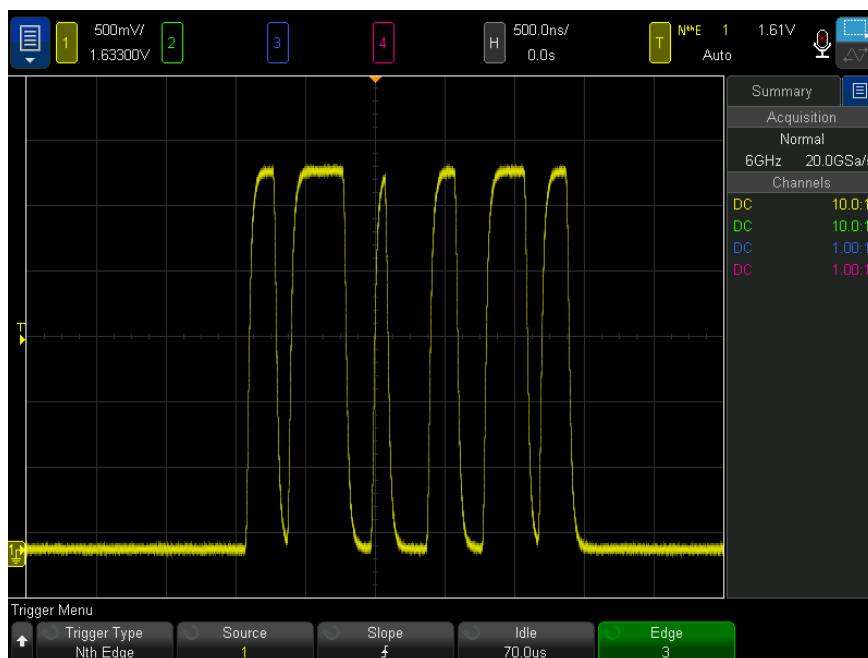 1 500mV/ 2 3 4 H 500.0ns/ T NthE 1 1.61V
1.63300V 0.0s Auto
Summary
Acquisition
Normal
6GHz 20.0GSa/s
Channels
DC 10.0:1
DC 10.0:1
DC 1.00:1
DC 1.00:1
T
1
Trigger Menu
Trigger Type Source Slope Idle Edge
Nth Edge 1 70.0us 3